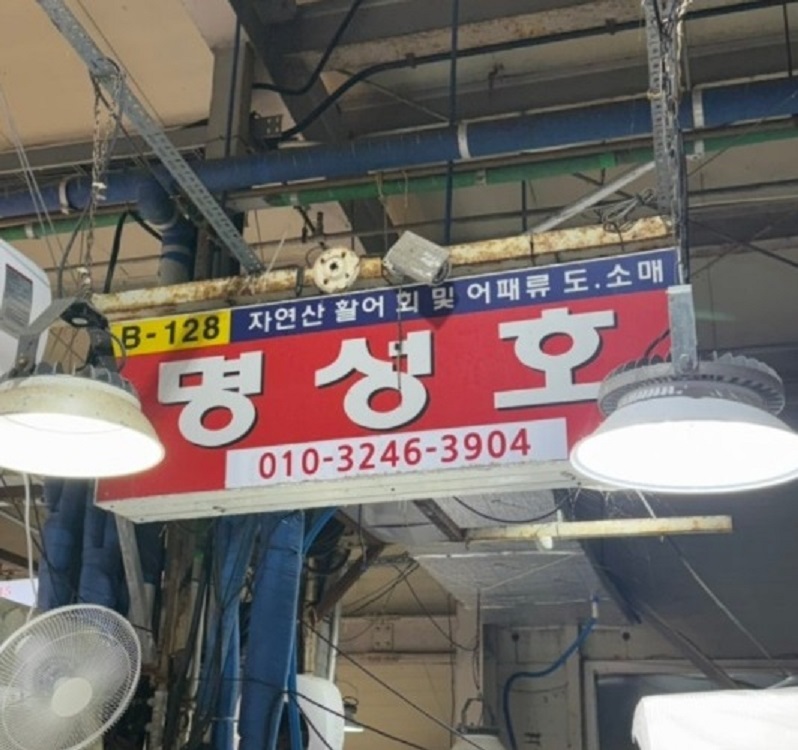 B-128 자연산 활어 회 및 어패류 도.소매
명성호
010-3246-3904